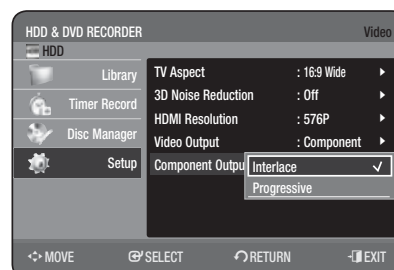 HDD & DVD RECORDER Video
HDD
Library
Timer Record
Disc Manager
Setup
TV Aspect : 16:9 Wide
3D Noise Reduction : Off
HDMI Resolution : 576P
Video Output : Component
Component Outpu Interlace
Progressive
MOVE SELECT RETURN EXIT